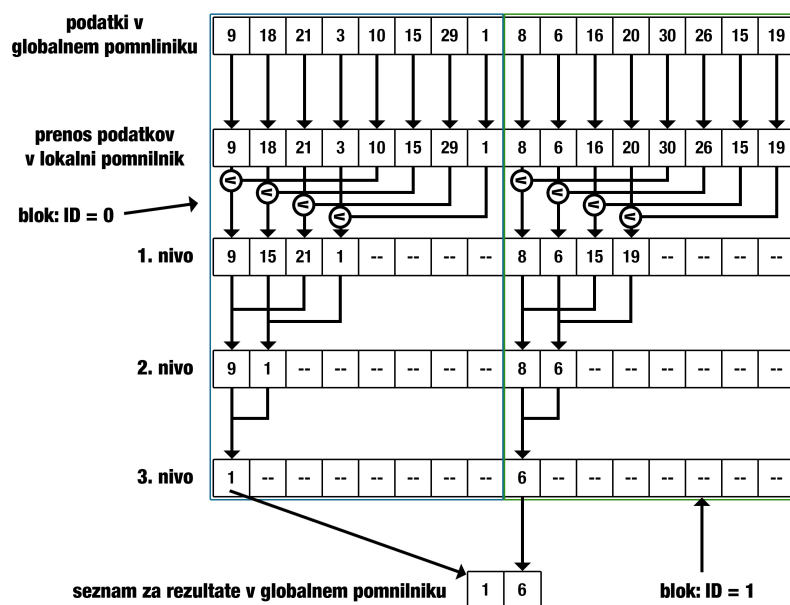 podatki v
globalnem pomnliniku
9 18 21 3 10 15 29 1 8 6 16 20 30 26 15 19
prenos podatkov
v lokalni pomnilnik
9 18 21 3 10 15 29 1 8 6 16 20 30 26 15 19
≤ ≤ ≤ ≤ ≤ ≤ ≤ ≤
blok: ID = 0
1. nivo
9 15 21 1 -- -- -- -- 8 6 15 19 -- -- -- --
2. nivo
9 1 -- -- -- -- -- -- 8 6 -- -- -- -- -- --
3. nivo
1 -- -- -- -- -- -- -- 6 -- -- -- -- -- -- --
seznam za rezultate v globalnem pomnilniku
1 6
blok: ID = 1